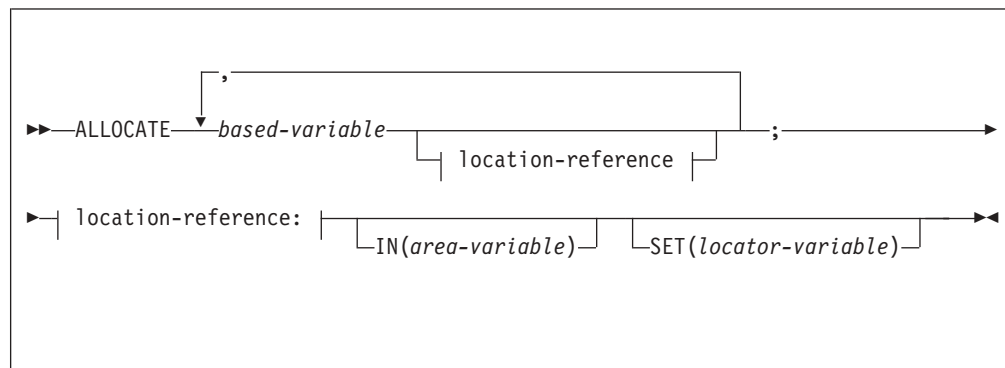 ,
ALLOCATE based-variable ;
location-reference
location-reference:
IN(area-variable) SET(locator-variable)